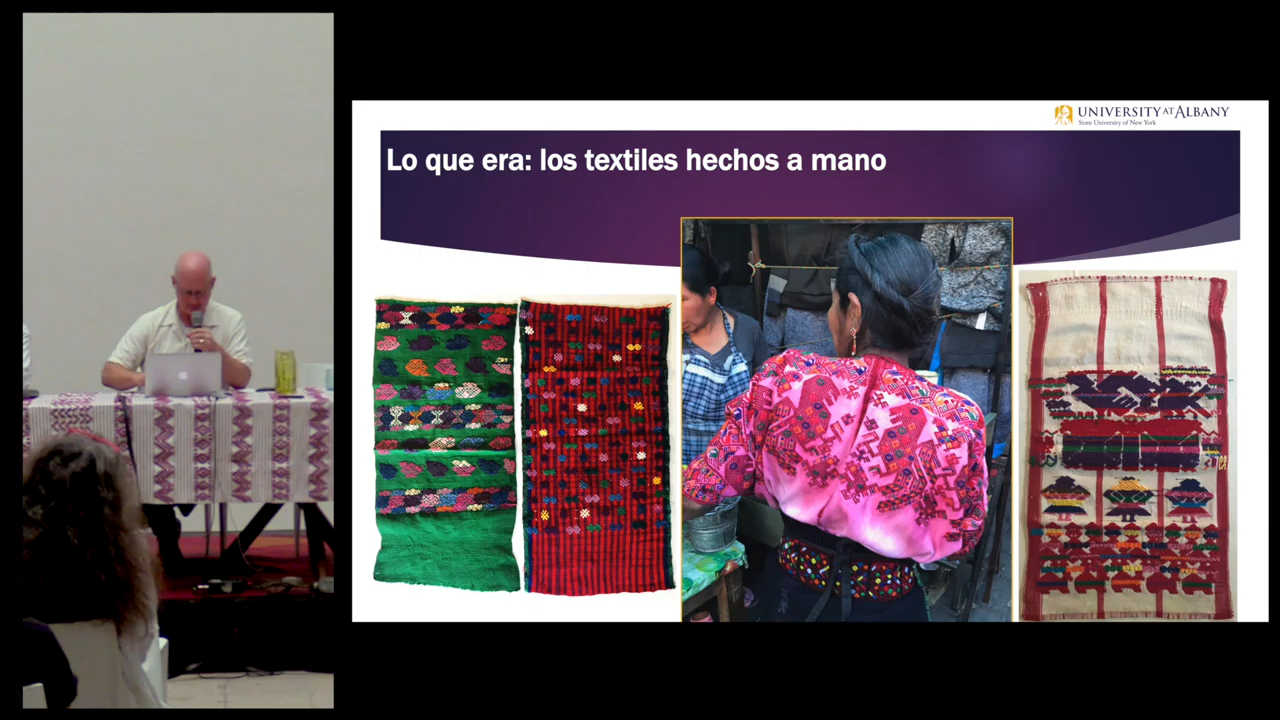 UNIVERSITY AT ALBANY
State University of New York
Lo que era: los textiles hechos a mano